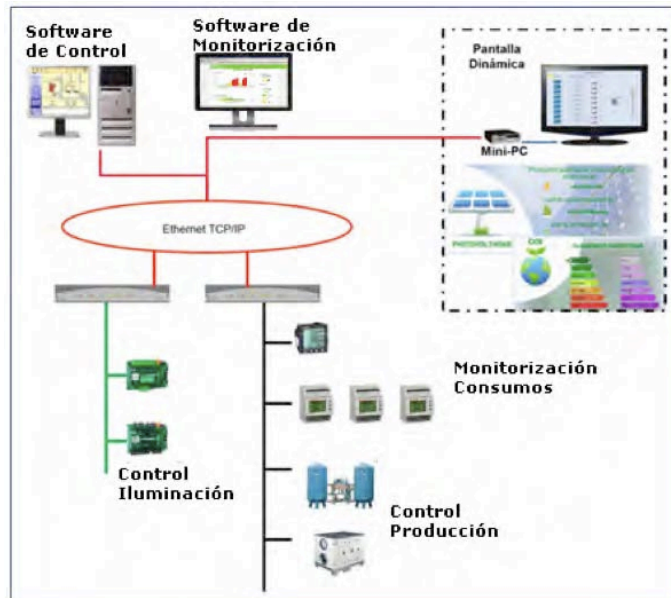 Software
de Control
Software de
Monitorización
Pantalla
Dinámica
Mini-PC
Ethernet TCP/IP
Monitorización
Consumos
Control
Iluminación
Control
Producción